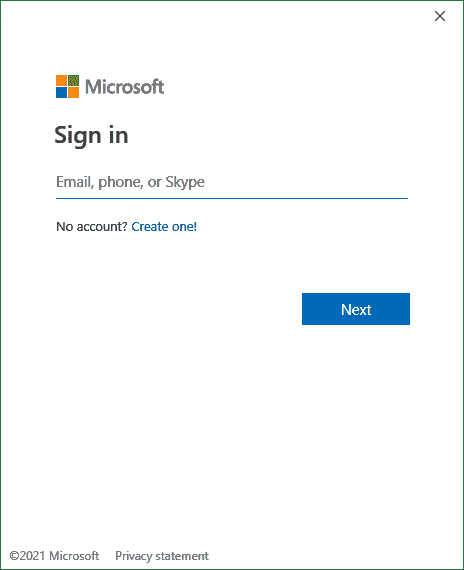 Microsoft
Sign in
Email, phone, or Skype
No account? Create one!
Next
©2021 Microsoft Privacy statement